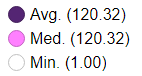 Avg. (120.32)
Med. (120.32)
Min. (1.00)